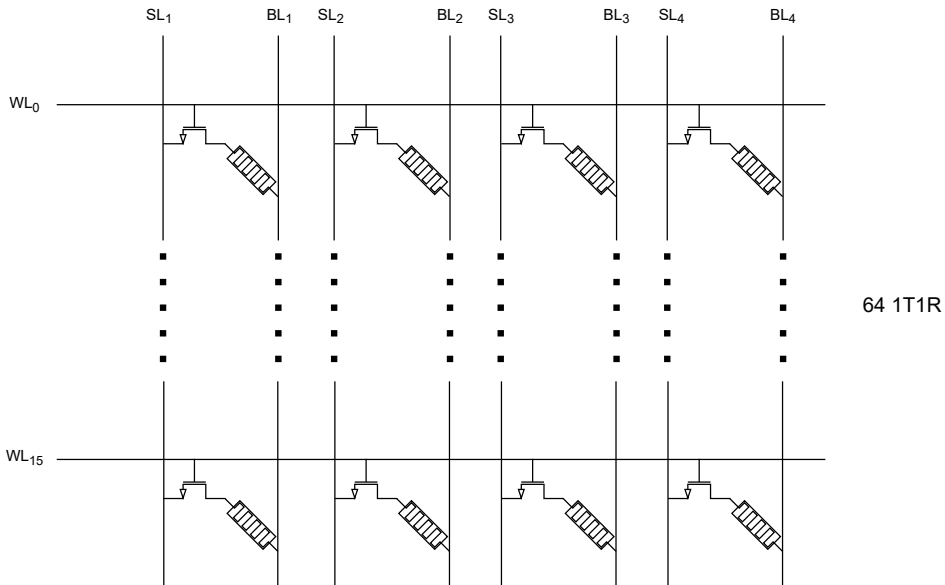 SL₁ BL₁ SL₂ BL₂ SL₃ BL₃ SL₄ BL₄
WL₀
64 1T1R
WL₁₅